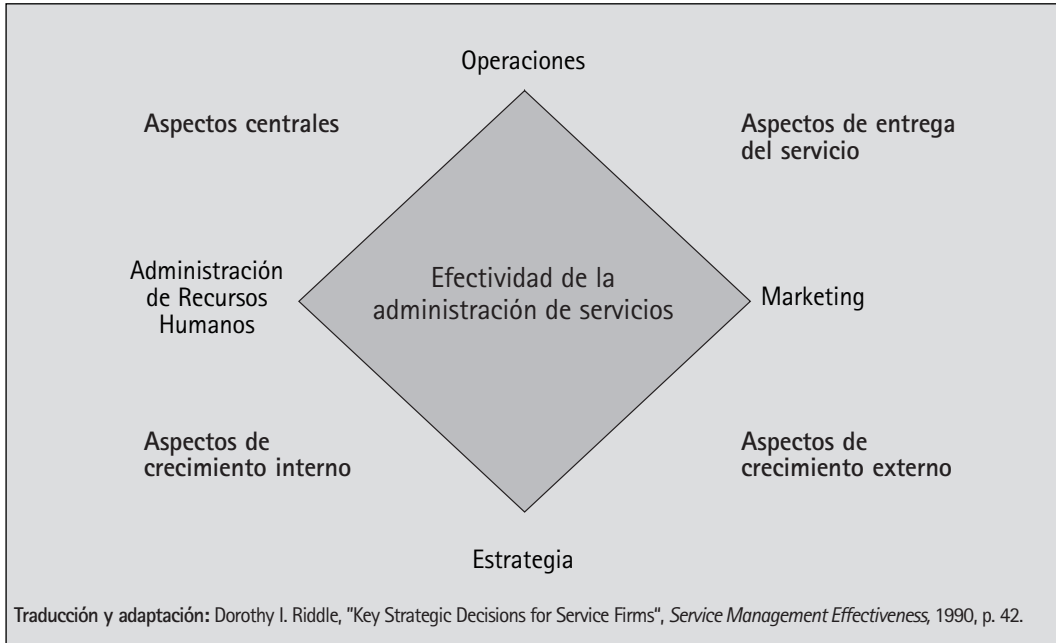 Operaciones
Aspectos centrales
Aspectos de entrega
del servicio
Administración
de Recursos
Humanos
Efectividad de la
administración de servicios
Marketing
Aspectos de
crecimiento interno
Aspectos de
crecimiento externo
Estrategia
Traducción y adaptación: Dorothy I. Riddle, "Key Strategic Decisions for Service Firms", Service Management Effectiveness, 1990, p. 42.